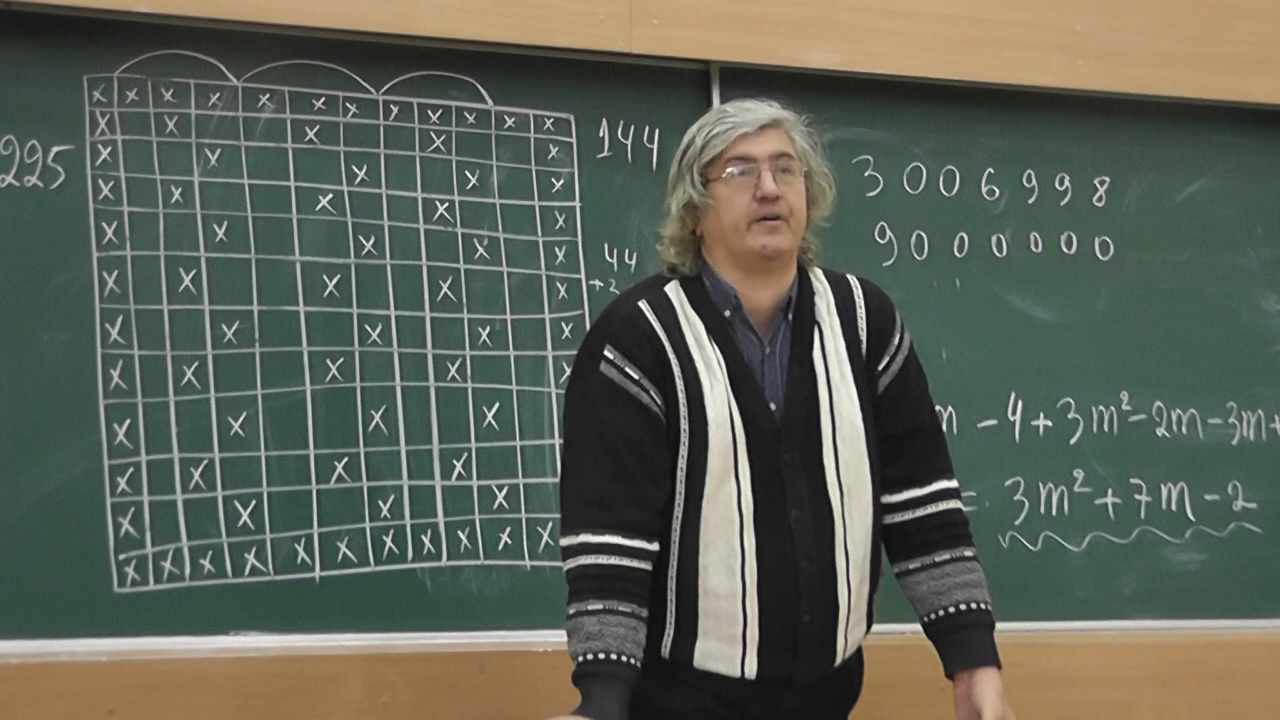 225
x x x x x x x x x x x x
x x x x
x x x
x x x x
x x x x
x x x x
x x x x x
x x x x
x x x x x
x x x x
x x x x
x x x x
x x x x x x x x x x x x
144
44
+2
3006998
9000000
m - 4 + 3m² - 2m - 3m +
= 3m² + 7m - 2